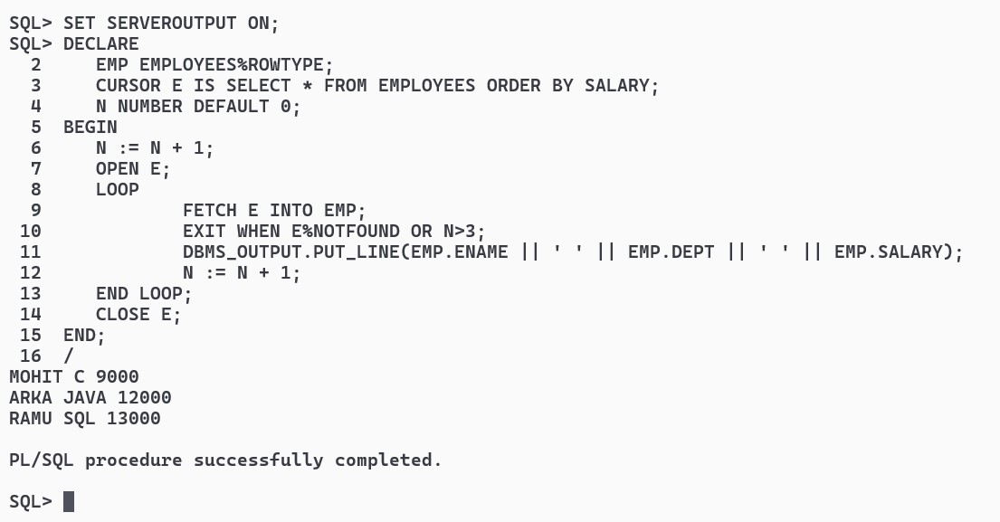 SQL> SET SERVEROUTPUT ON;
SQL> DECLARE
  2     EMP EMPLOYEES%ROWTYPE;
  3     CURSOR E IS SELECT * FROM EMPLOYEES ORDER BY SALARY;
  4     N NUMBER DEFAULT 0;
  5  BEGIN
  6     N := N + 1;
  7     OPEN E;
  8     LOOP
  9             FETCH E INTO EMP;
 10             EXIT WHEN E%NOTFOUND OR N>3;
 11             DBMS_OUTPUT.PUT_LINE(EMP.ENAME || ' ' || EMP.DEPT || ' ' || EMP.SALARY);
 12             N := N + 1;
 13     END LOOP;
 14     CLOSE E;
 15  END;
 16  /
MOHIT C 9000
ARKA JAVA 12000
RAMU SQL 13000

PL/SQL procedure successfully completed.

SQL>